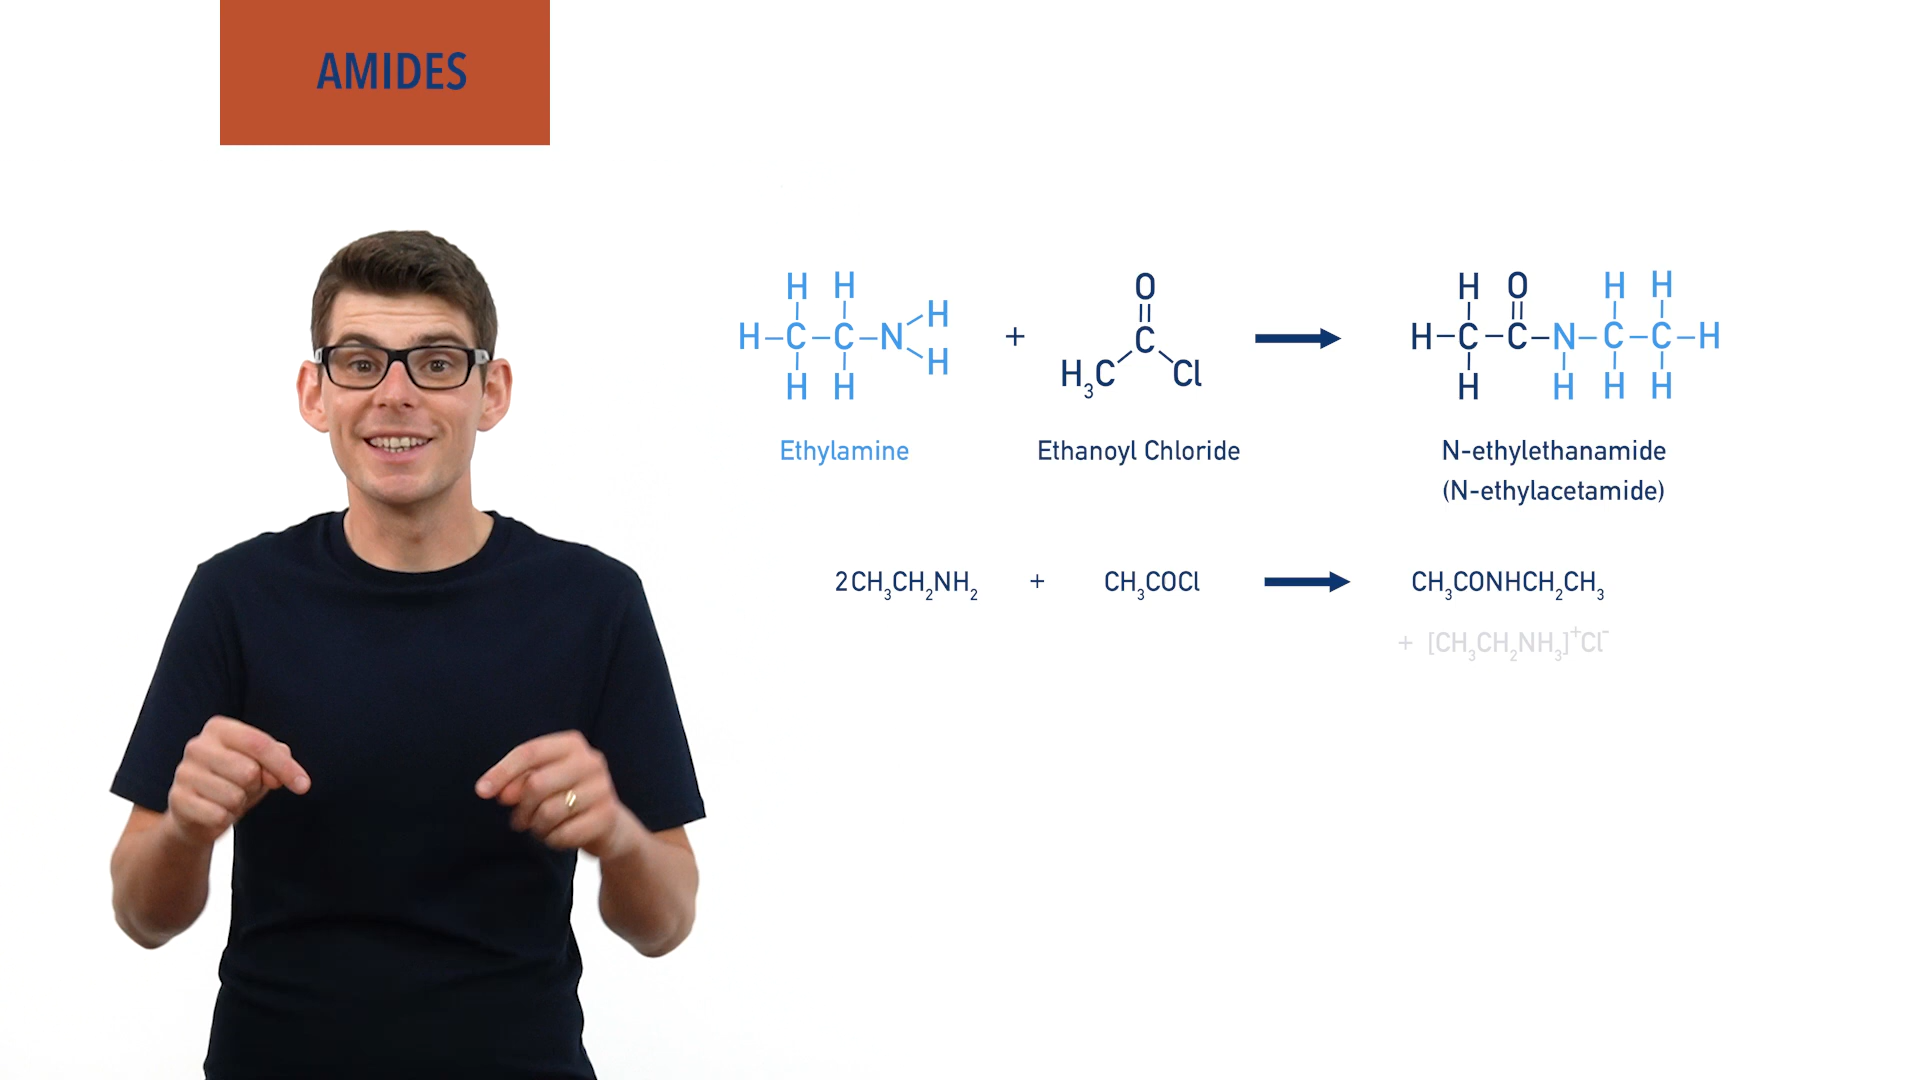 AMIDES
H H O H O H H
H–C–C–N H H + C H₃C Cl H–C–C–N–C–C–H
H H H H H H
Ethylamine Ethanoyl Chloride N-ethylethanamide
(N-ethylacetamide)
2CH₃CH₂NH₂ + CH₃COCl CH₃CONHCH₂CH₃
+ [CH₃CH₂NH₃]⁺Cl⁻